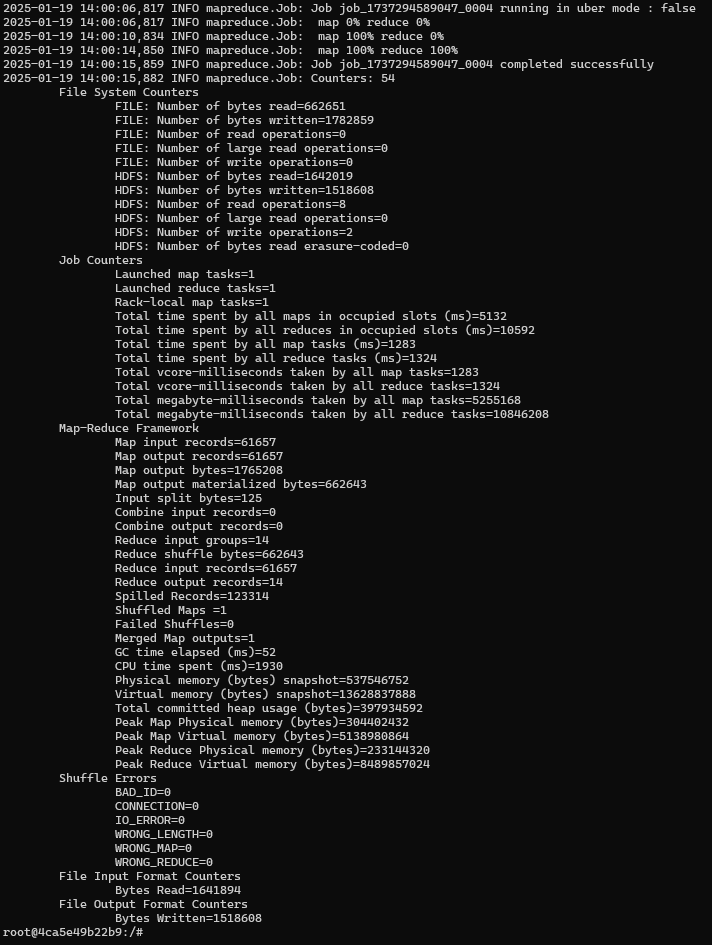 2025-01-19 14:00:06,817 INFO mapreduce.Job: Job job_1737294589047_0004 running in uber mode : false
2025-01-19 14:00:06,817 INFO mapreduce.Job:  map 0% reduce 0%
2025-01-19 14:00:10,834 INFO mapreduce.Job:  map 100% reduce 0%
2025-01-19 14:00:14,850 INFO mapreduce.Job:  map 100% reduce 100%
2025-01-19 14:00:15,859 INFO mapreduce.Job: Job job_1737294589047_0004 completed successfully
2025-01-19 14:00:15,882 INFO mapreduce.Job: Counters: 54
File System Counters
FILE: Number of bytes read=662651
FILE: Number of bytes written=1782859
FILE: Number of read operations=0
FILE: Number of large read operations=0
FILE: Number of write operations=0
HDFS: Number of bytes read=1642019
HDFS: Number of bytes written=1518608
HDFS: Number of read operations=8
HDFS: Number of large read operations=0
HDFS: Number of write operations=2
HDFS: Number of bytes read erasure-coded=0
Job Counters
Launched map tasks=1
Launched reduce tasks=1
Rack-local map tasks=1
Total time spent by all maps in occupied slots (ms)=5132
Total time spent by all reduces in occupied slots (ms)=10592
Total time spent by all map tasks (ms)=1283
Total time spent by all reduce tasks (ms)=1324
Total vcore-milliseconds taken by all map tasks=1283
Total vcore-milliseconds taken by all reduce tasks=1324
Total megabyte-milliseconds taken by all map tasks=5255168
Total megabyte-milliseconds taken by all reduce tasks=10846208
Map-Reduce Framework
Map input records=61657
Map output records=61657
Map output bytes=1765208
Map output materialized bytes=662643
Input split bytes=125
Combine input records=0
Combine output records=0
Reduce input groups=14
Reduce shuffle bytes=662643
Reduce input records=61657
Reduce output records=14
Spilled Records=123314
Shuffled Maps =1
Failed Shuffles=0
Merged Map outputs=1
GC time elapsed (ms)=52
CPU time spent (ms)=1930
Physical memory (bytes) snapshot=537546752
Virtual memory (bytes) snapshot=13628837888
Total committed heap usage (bytes)=397934592
Peak Map Physical memory (bytes)=304402432
Peak Map Virtual memory (bytes)=5138980864
Peak Reduce Physical memory (bytes)=233144320
Peak Reduce Virtual memory (bytes)=8489857024
Shuffle Errors
BAD_ID=0
CONNECTION=0
IO_ERROR=0
WRONG_LENGTH=0
WRONG_MAP=0
WRONG_REDUCE=0
File Input Format Counters
Bytes Read=1641894
File Output Format Counters
Bytes Written=1518608
root@4ca5e49b22b9:/#